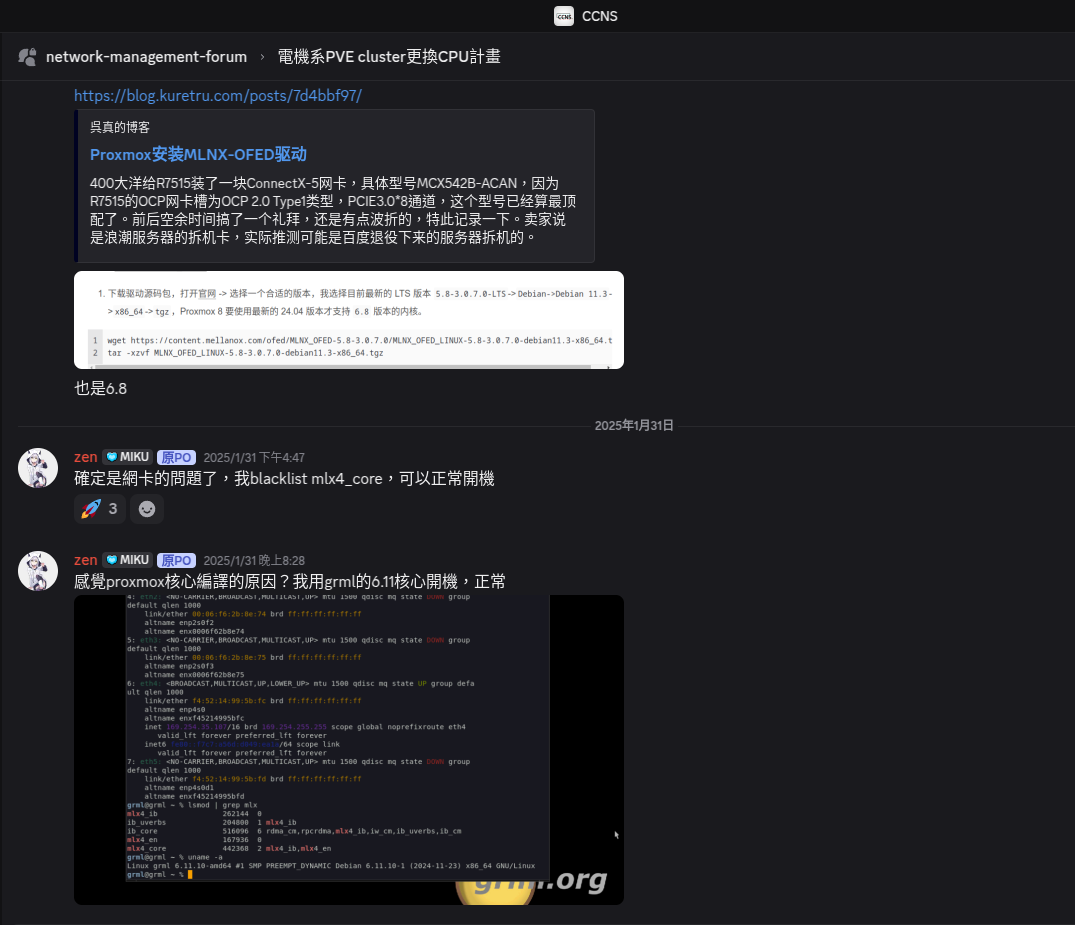 CCNS
network-management-forum › 電機系PVE cluster更換CPU計畫
https://blog.kuretru.com/posts/7d4bbf97/
呉真的博客
Proxmox安装MLNX-OFED驱动
400大洋给R7515装了一块ConnectX-5网卡，具体型号MCX542B-ACAN，因为
R7515的OCP网卡槽为OCP 2.0 Type1类型，PCIE3.0*8通道，这个型号已经算最顶
配了。前后空余时间搞了一个礼拜，还是有点波折的，特此记录一下。卖家说
是浪潮服务器的拆机卡，实际推测可能是百度退役下来的服务器拆机的。
1. 下载驱动源码包，打开官网 -> 选择一个合适的版本，我选择目前最新的 LTS 版本 5.8-3.0.7.0-LTS -> Debian->Debian 11.3-
> x86_64 -> tgz ，Proxmox 8 要使用最新的 24.04 版本才支持 6.8 版本的内核。
1 wget https://content.mellanox.com/ofed/MLNX_OFED-5.8-3.0.7.0/MLNX_OFED_LINUX-5.8-3.0.7.0-debian11.3-x86_64.t
2 tar -xzvf MLNX_OFED_LINUX-5.8-3.0.7.0-debian11.3-x86_64.tgz
也是6.8
2025年1月31日
zen MIKU 原PO 2025/1/31 下午4:47
確定是網卡的問題了，我blacklist mlx4_core，可以正常開機
3
zen MIKU 原PO 2025/1/31 晚上8:28
感覺proxmox核心編譯的原因？我用grml的6.11核心開機，正常
4: eth2: <NO-CARRIER,BROADCAST,MULTICAST,UP> mtu 1500 qdisc mq state DOWN group
default qlen 1000
link/ether 00:06:f6:2b:8e:74 brd ff:ff:ff:ff:ff:ff
altname enp2s0f2
altname enx0006f62b8e74
5: eth3: <NO-CARRIER,BROADCAST,MULTICAST,UP> mtu 1500 qdisc mq state DOWN group
default qlen 1000
link/ether 00:06:f6:2b:8e:75 brd ff:ff:ff:ff:ff:ff
altname enp2s0f3
altname enx0006f62b8e75
6: eth4: <BROADCAST,MULTICAST,UP,LOWER_UP> mtu 1500 qdisc mq state UP group defa
ult qlen 1000
link/ether f4:52:14:99:5b:fc brd ff:ff:ff:ff:ff:ff
altname enp4s0
altname enxf45214995bfc
inet /16 brd 169.254.255.255 scope global noprefixroute eth4
valid_lft forever preferred_lft forever
inet6 /64 scope link
valid_lft forever preferred_lft forever
7: eth5: <NO-CARRIER,BROADCAST,MULTICAST,UP> mtu 1500 qdisc mq state DOWN group
default qlen 1000
link/ether f4:52:14:99:5b:fd brd ff:ff:ff:ff:ff:ff
altname enp4s0d1
altname enxf45214995bfd
grml@grml ~ % lsmod | grep mlx
mlx4_ib 262144 0
ib_uverbs 204800 1 mlx4_ib
ib_core 516096 6 rdma_cm,rpcrdma,mlx4_ib,iw_cm,ib_uverbs,ib_cm
mlx4_en 167936 0
mlx4_core 442368 2 mlx4_ib,mlx4_en
grml@grml ~ % uname -a
Linux grml 6.11.10-amd64 #1 SMP PREEMPT_DYNAMIC Debian 6.11.10-1 (2024-11-23) x86_64 GNU/Linux
grml@grml ~ %
grml.org